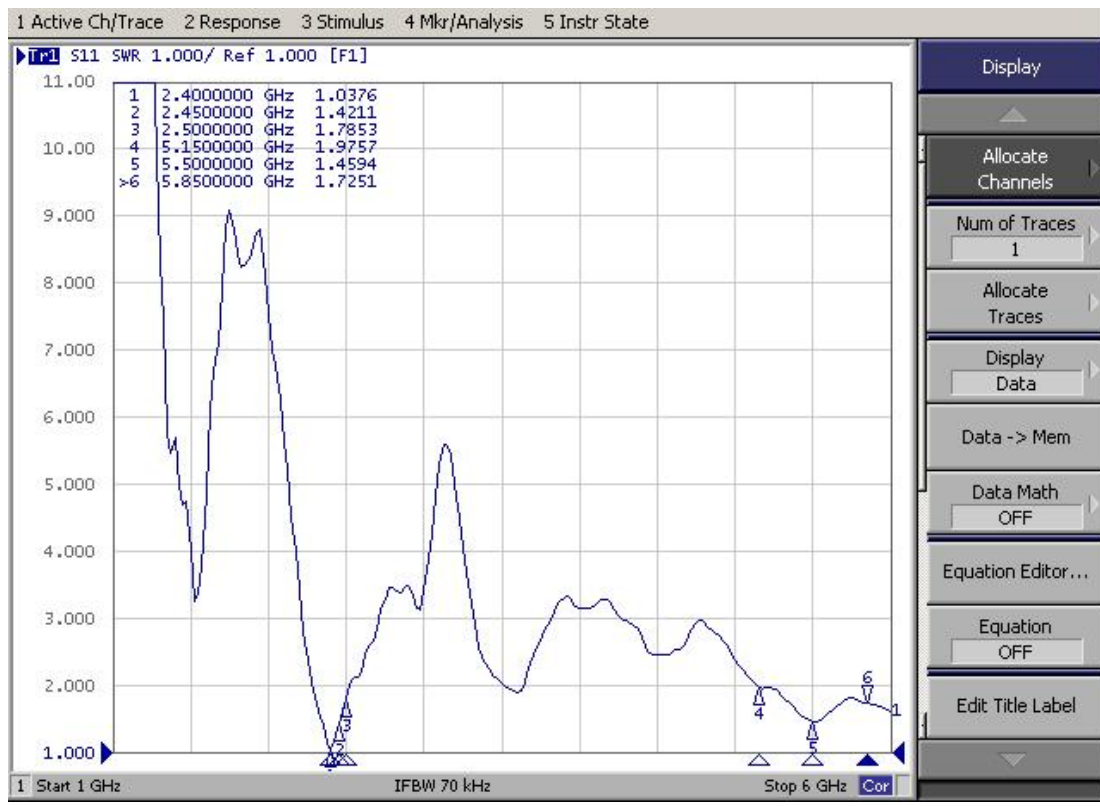 1 Active Ch/Trace 2 Response 3 Stimulus 4 Mkr/Analysis 5 Instr State
Tr1 S11 SWR 1.000/ Ref 1.000 [F1]
11.00
10.00
9.000
8.000
7.000
6.000
5.000
4.000
3.000
2.000
1.000
1 2.4000000 GHz 1.0376
2 2.4500000 GHz 1.4211
3 2.5000000 GHz 1.7853
4 5.1500000 GHz 1.9757
5 5.5000000 GHz 1.4594
>6 5.8500000 GHz 1.7251
2
3
4
5
6
1
1 Start 1 GHz IFBW 70 kHz Stop 6 GHz Cor
Display
Allocate
Channels
Num of Traces
1
Allocate
Traces
Display
Data
Data -> Mem
Data Math
OFF
Equation Editor...
Equation
OFF
Edit Title Label